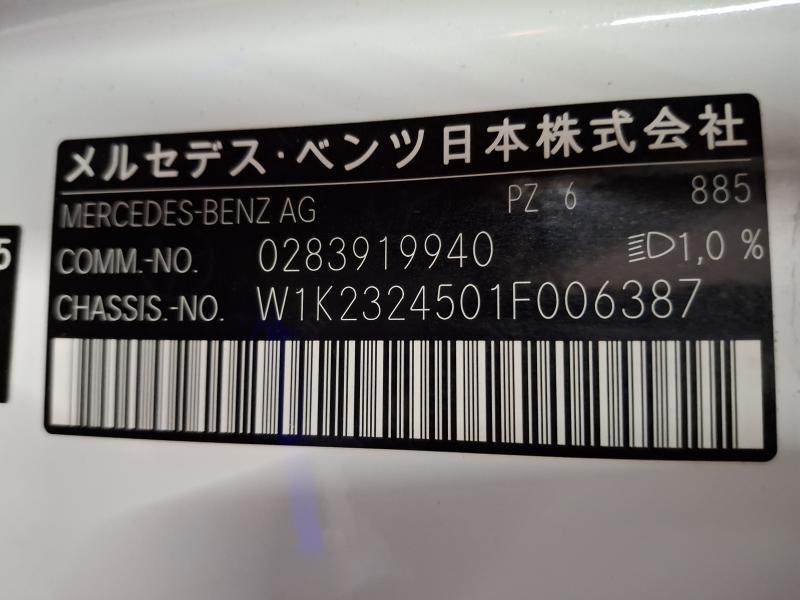 メルセデス・ベンツ日本株式会社
MERCEDES-BENZ AG PZ 6 885
COMM.-NO. 0283919940 1,0 %
CHASSIS.-NO. W1K2324501F006387
5